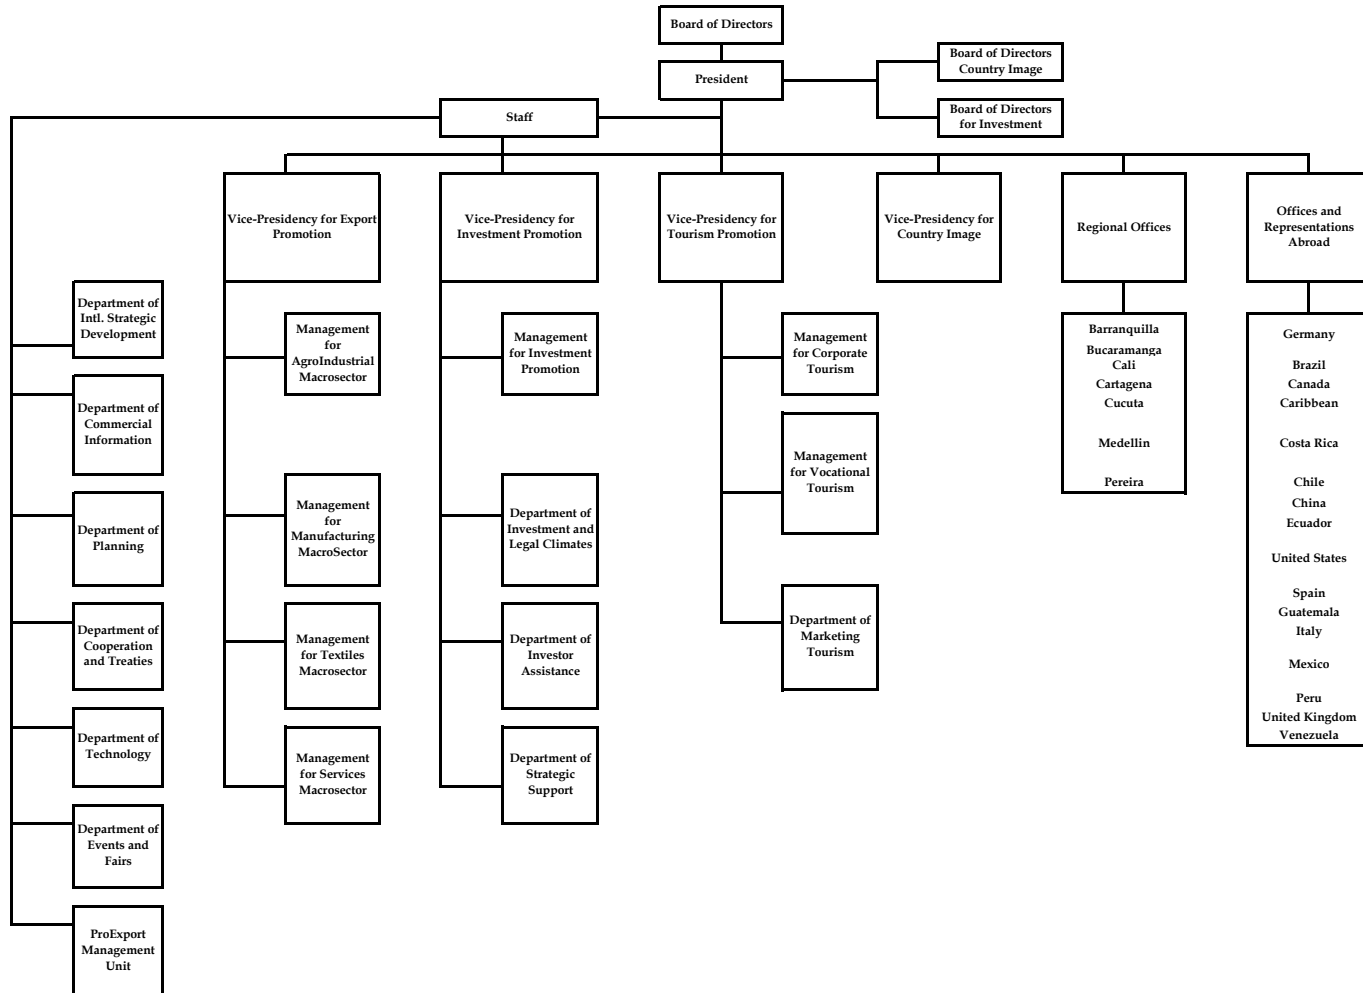 Board of Directors
President
Board of Directors
Country Image
Board of Directors
for Investment
Staff
Vice-Presidency for Export
Promotion
Vice-Presidency for
Investment Promotion
Vice-Presidency for
Tourism Promotion
Vice-Presidency for
Country Image
Regional Offices
Offices and
Representations
Abroad
Department of
Intl. Strategic
Development
Department of
Commercial
Information
Department of
Planning
Department of
Cooperation
and Treaties
Department of
Technology
Department of
Events and
Fairs
ProExport
Management
Unit
Management
for
AgroIndustrial
Macrosector
Management
for
Manufacturing
MacroSector
Management
for Textiles
Macrosector
Management
for Services
Macrosector
Management
for Investment
Promotion
Department of
Investment and
Legal Climates
Department of
Investor
Assistance
Department of
Strategic
Support
Management
for Corporate
Tourism
Management
for Vocational
Tourism
Department of
Marketing
Tourism
Barranquilla
Bucaramanga
Cali
Cartagena
Cucuta
Medellin
Pereira
Germany
Brazil
Canada
Caribbean
Costa Rica
Chile
China
Ecuador
United States
Spain
Guatemala
Italy
Mexico
Peru
United Kingdom
Venezuela